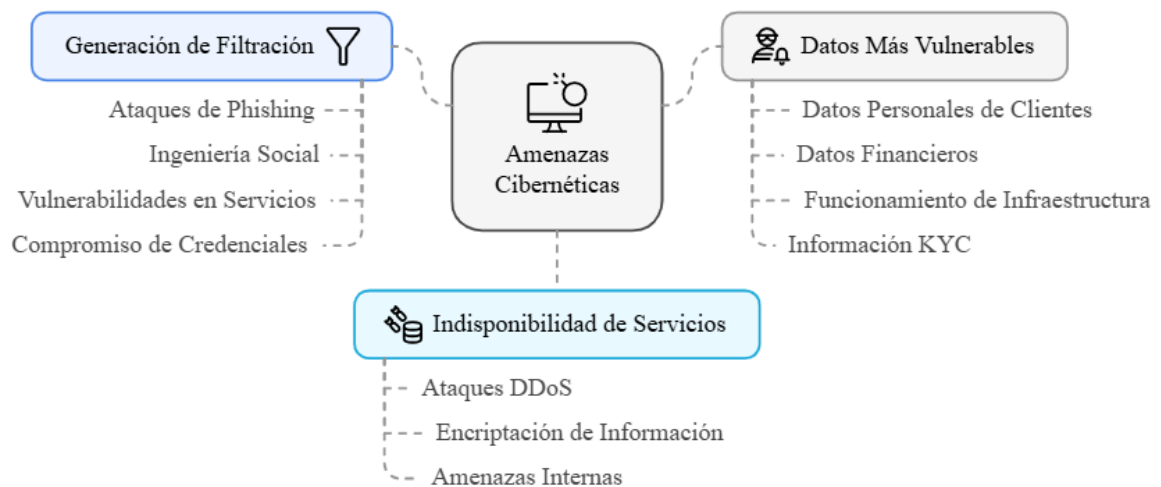 Generación de Filtración
Ataques de Phishing
Ingeniería Social
Vulnerabilidades en Servicios
Compromiso de Credenciales
Amenazas
Cibernéticas
Datos Más Vulnerables
Datos Personales de Clientes
Datos Financieros
Funcionamiento de Infraestructura
Información KYC
Indisponibilidad de Servicios
Ataques DDoS
Encriptación de Información
Amenazas Internas